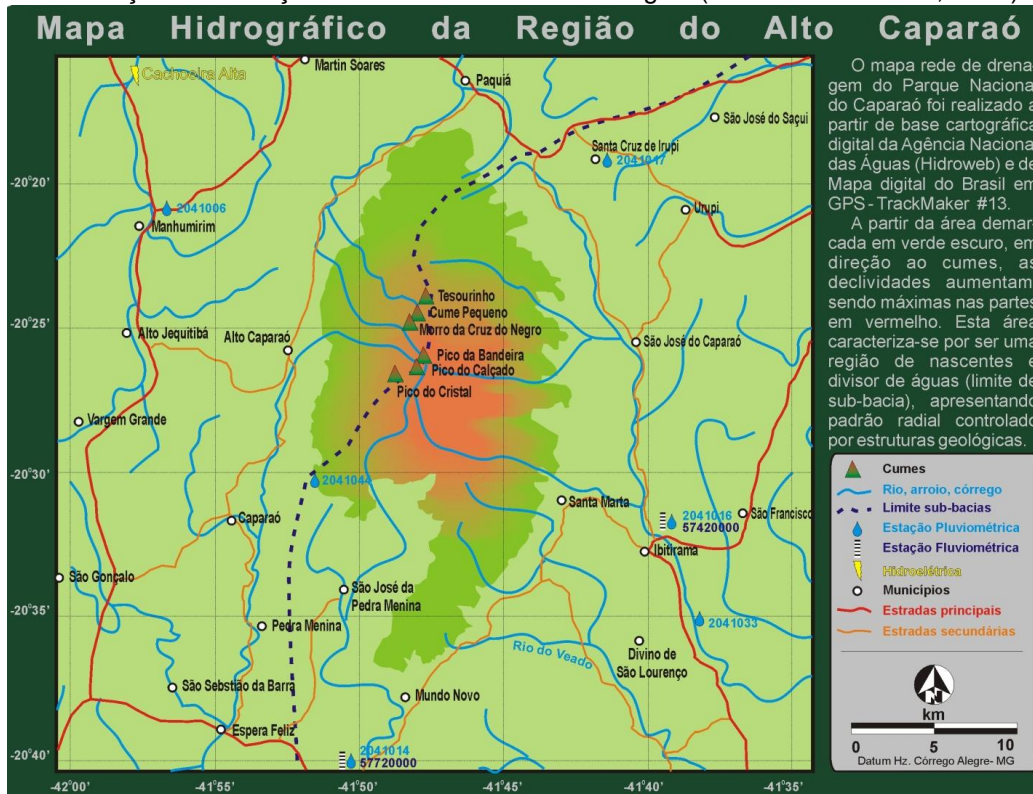 Mapa Hidrográfico da Região do Alto Caparaó
Cachoeira Alta
Martin Soares
Paquiá
São José do Saçui
Santa Cruz de Irupi
2041017
-20°20'
2041006
Manhumirim
Urupi
Tesourinho
Cume Pequeno
Morro da Cruz do Negro
-20°25'
Alto Jequitibá
Alto Caparaó
São José do Caparaó
Pico da Bandeira
Pico do Calçado
Pico do Cristal
Vargem Grande
-20°30'
2041044
Santa Marta
2041016
57420000
São Francisco
Caparaó
Ibitirama
São Gonçalo
São José da
Pedra Menina
-20°35'
2041033
Pedra Menina
Rio do Veado
Divino de
São Lourenço
São Sebstião da Barra
Mundo Novo
Espera Feliz
-20°40'
2041014
57720000
-42°00'
-41°55'
-41°50'
-41°45'
-41°40'
-41°35'
O mapa rede de drena-
gem do Parque Naciona
do Caparaó foi realizado a
partir de base cartográfica
digital da Agência Naciona
das Águas (Hidroweb) e de
Mapa digital do Brasil em
GPS - TrackMaker #13.
A partir da área demar-
cada em verde escuro, em
direção ao cumes, as
declividades aumentam
sendo máximas nas partes
em vermelho. Esta área
caracteriza-se por ser uma
região de nascentes e
divisor de águas (limite de
sub-bacia), apresentando
padrão radial controlado
por estruturas geológicas.
Cumes
Rio, arroio, córrego
Limite sub-bacias
Estação Pluviométrica
Estação Fluviométrica
Hidroelétrica
Municípios
Estradas principais
Estradas secundárias
N
km
0 5 10
Datum Hz. Córrego Alegre- MG